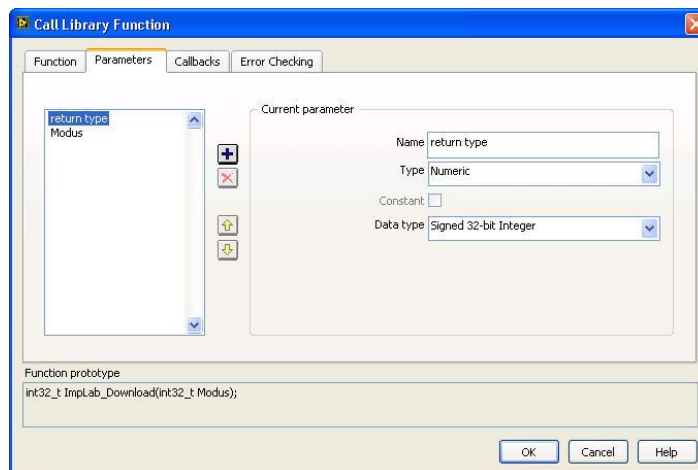 Call Library Function
Function Parameters Callbacks Error Checking
return type
Modus
Current parameter
Name return type
Type Numeric
Constant
Data type Signed 32-bit Integer
Function prototype
int32_t ImpLab_Download(int32_t Modus);
OK Cancel Help